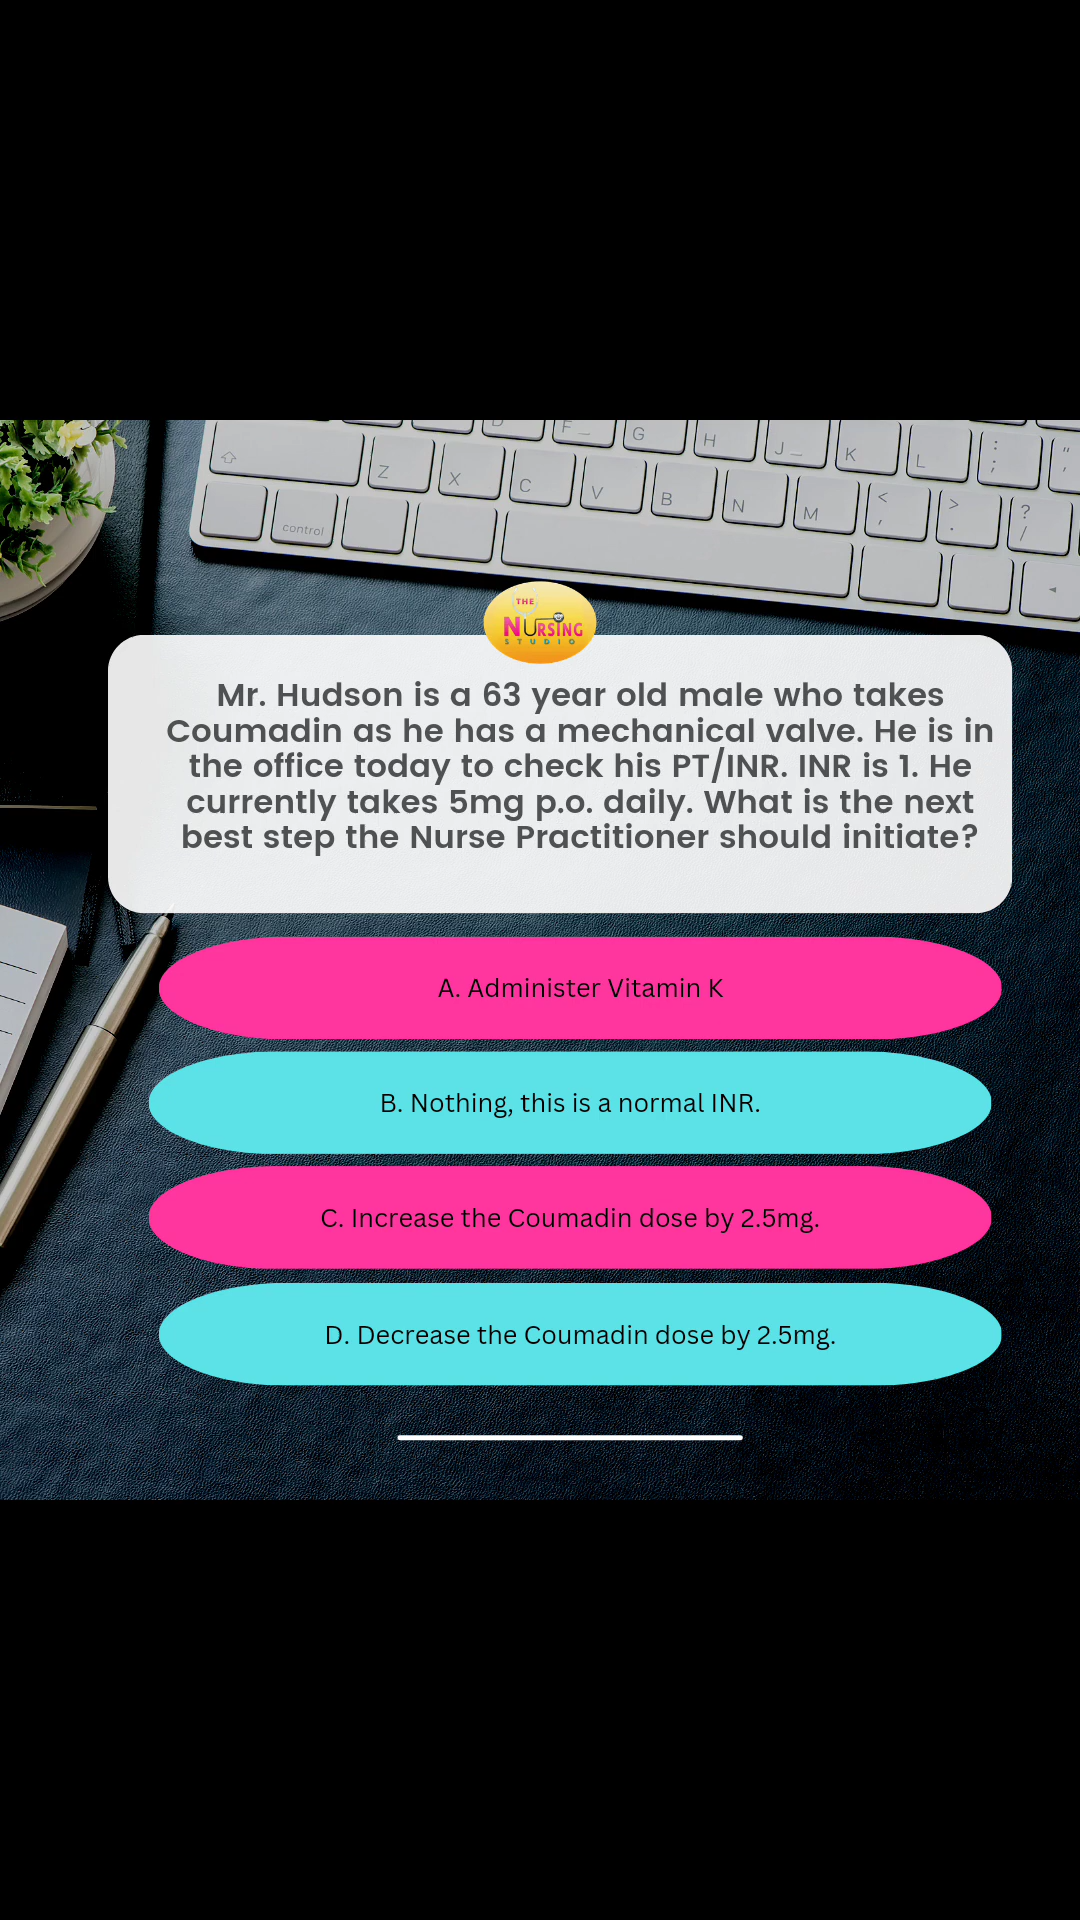 D
F
G
H
J
K
L
:
;
"
'
Z
X
C
V
B
N
M
<
,
>
.
?
/
control
THE
NURSING
STUDIO
Mr. Hudson is a 63 year old male who takes
Coumadin as he has a mechanical valve. He is in
the office today to check his PT/INR. INR is 1. He
currently takes 5mg p.o. daily. What is the next
best step the Nurse Practitioner should initiate?
A. Administer Vitamin K
B. Nothing, this is a normal INR.
C. Increase the Coumadin dose by 2.5mg.
D. Decrease the Coumadin dose by 2.5mg.